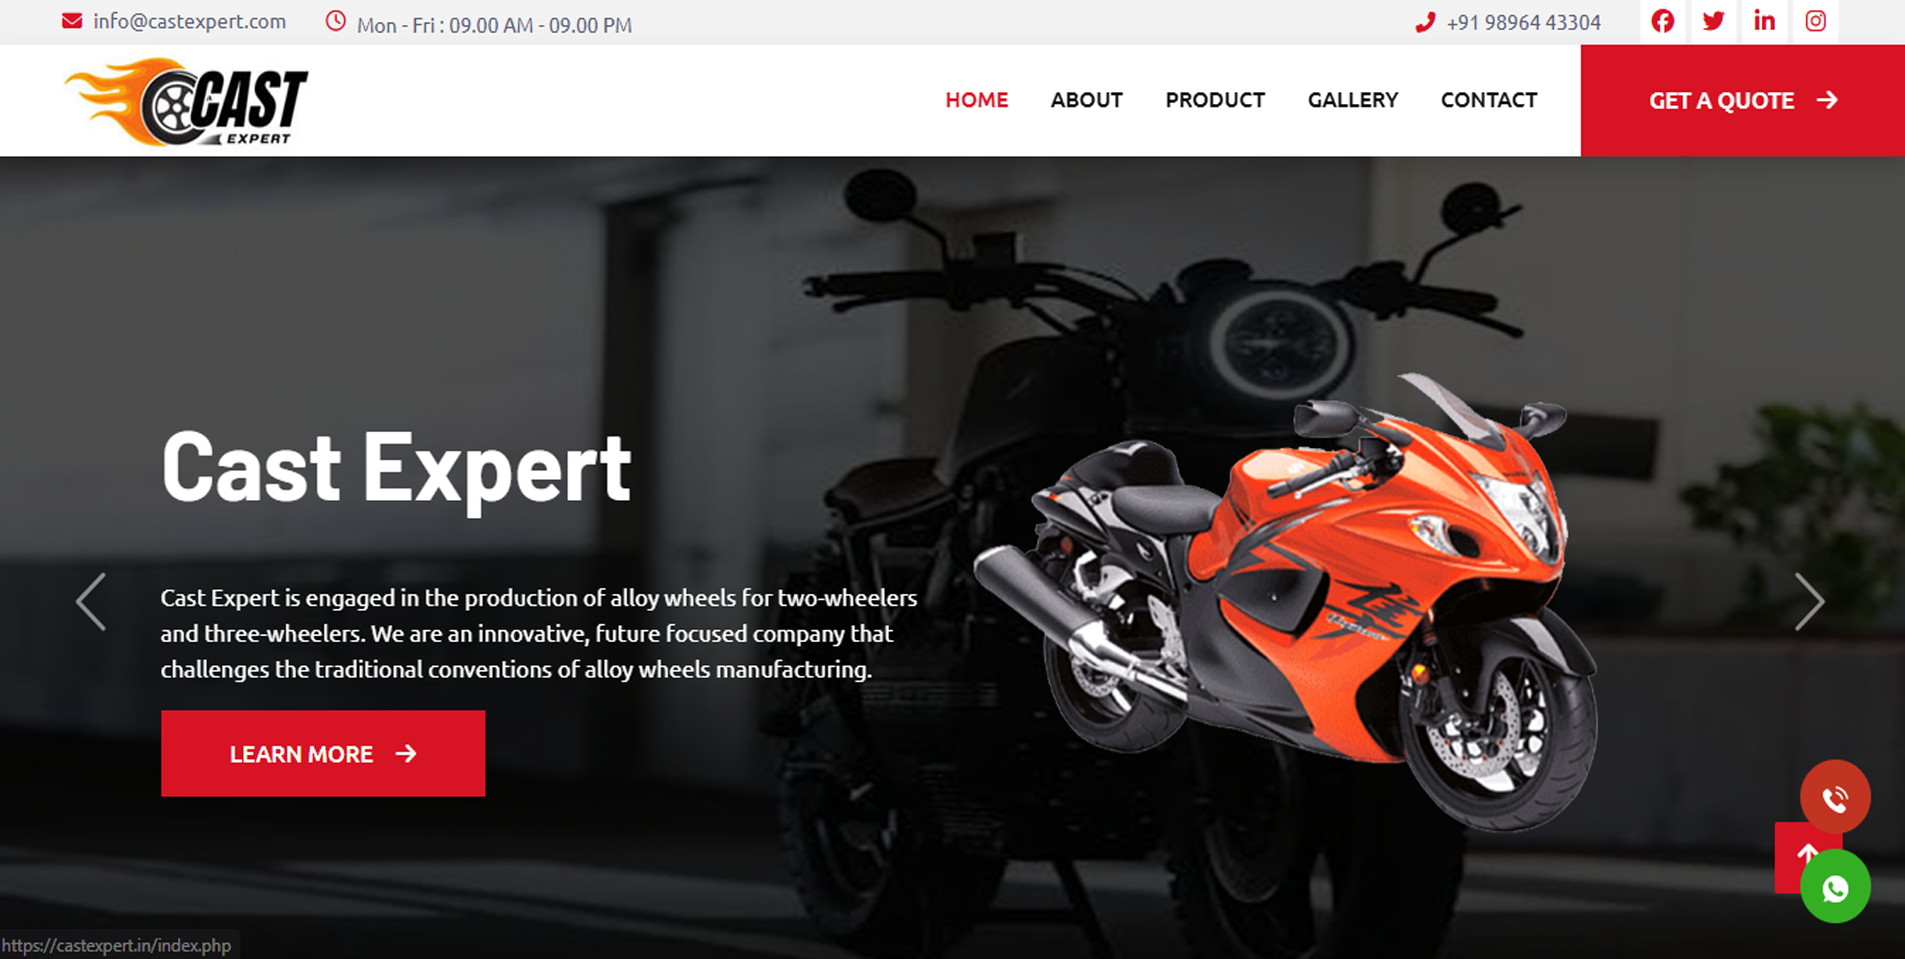 info@castexpert.com
Mon - Fri : 09.00 AM - 09.00 PM
+91 98964 43304
CAST
EXPERT
HOME
ABOUT
PRODUCT
GALLERY
CONTACT
GET A QUOTE
Cast Expert
Cast Expert is engaged in the production of alloy wheels for two-wheelers
and three-wheelers. We are an innovative, future focused company that
challenges the traditional conventions of alloy wheels manufacturing.
LEARN MORE
https://castexpert.in/index.php